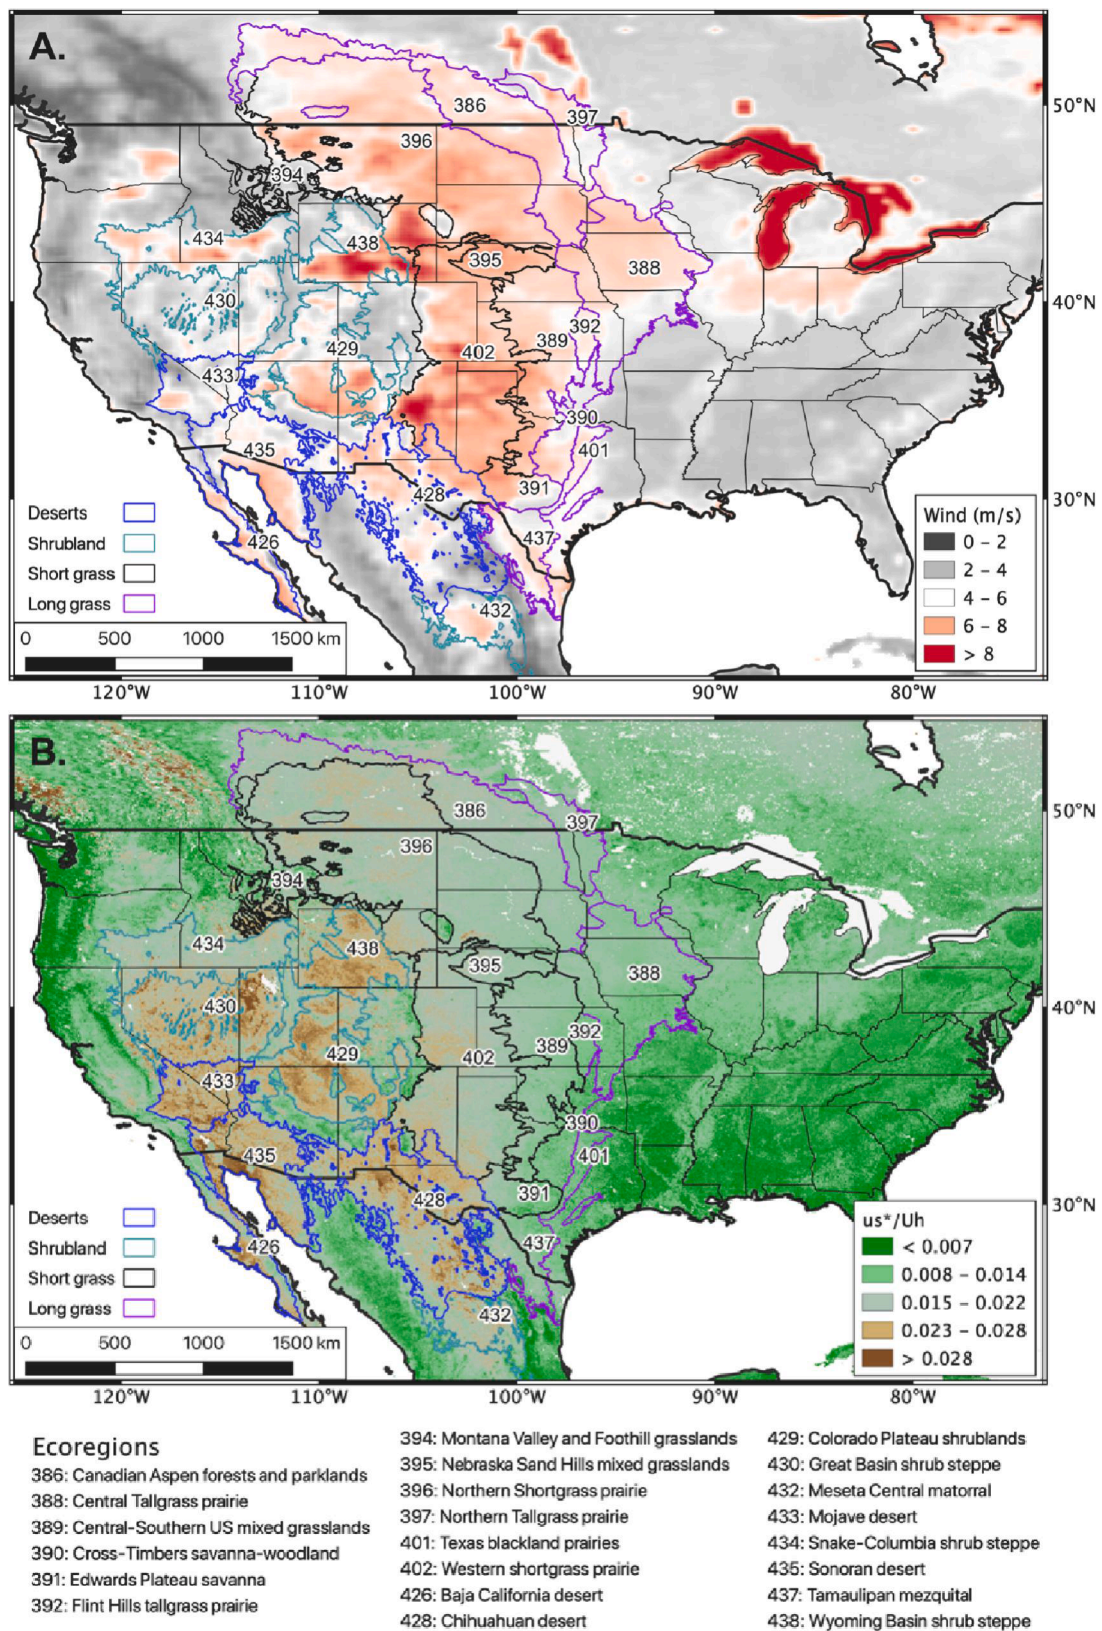 A.
386
397
50°N
396
394
434
438
395
388
430
40°N
392
389
429
402
433
390
435
401
391
428
30°N
Wind (m/s)
0 - 2
2 - 4
4 - 6
6 - 8
> 8
437
426
432
Deserts
Shrubland
Short grass
Long grass
0 500 1000 1500 km
120°W 110°W 100°W 90°W 80°W
B.
386
397
50°N
396
394
434
438
395
388
430
40°N
392
389
429
402
433
390
435
401
391
428
30°N
us*/Uh
< 0.007
0.008 - 0.014
0.015 - 0.022
0.023 - 0.028
> 0.028
437
426
432
Deserts
Shrubland
Short grass
Long grass
0 500 1000 1500 km
120°W 110°W 100°W 90°W 80°W
Ecoregions
386: Canadian Aspen forests and parklands
388: Central Tallgrass prairie
389: Central-Southern US mixed grasslands
390: Cross-Timbers savanna-woodland
391: Edwards Plateau savanna
392: Flint Hills tallgrass prairie
394: Montana Valley and Foothill grasslands
395: Nebraska Sand Hills mixed grasslands
396: Northern Shortgrass prairie
397: Northern Tallgrass prairie
401: Texas blackland prairies
402: Western shortgrass prairie
426: Baja California desert
428: Chihuahuan desert
429: Colorado Plateau shrublands
430: Great Basin shrub steppe
432: Meseta Central matorral
433: Mojave desert
434: Snake-Columbia shrub steppe
435: Sonoran desert
437: Tamaulipan mezquital
438: Wyoming Basin shrub steppe